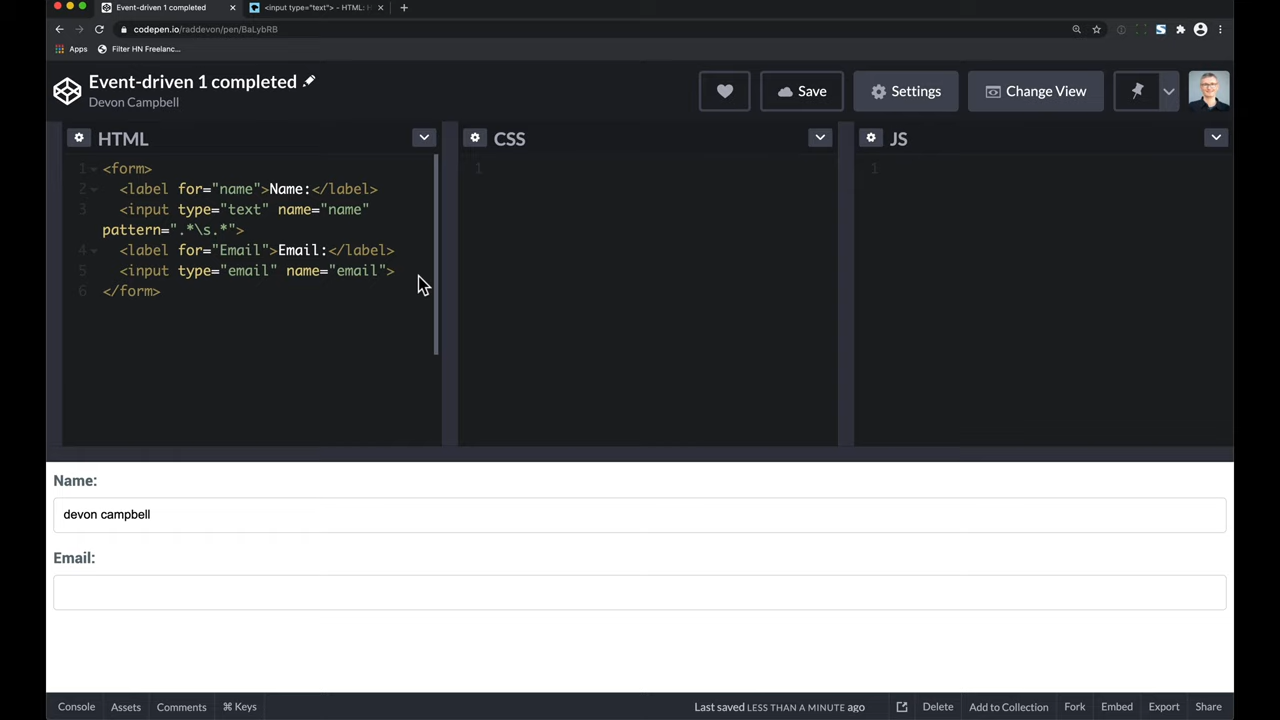 Event-driven 1 completed
<input type="text"> - HTML: H
codepen.io/raddevon/pen/BaLybRB
Apps
Filter HN Freelanc...
Event-driven 1 completed
Devon Campbell
Save
Settings
Change View
HTML
1 <form>
2 <label for="name">Name:</label>
3 <input type="text" name="name"
pattern=".*\s.*">
4 <label for="Email">Email:</label>
5 <input type="email" name="email">
6 </form>
CSS
1
JS
1
Name:
devon campbell
Email:
Console
Assets
Comments
⌘ Keys
Last saved LESS THAN A MINUTE ago
Delete
Add to Collection
Fork
Embed
Export
Share